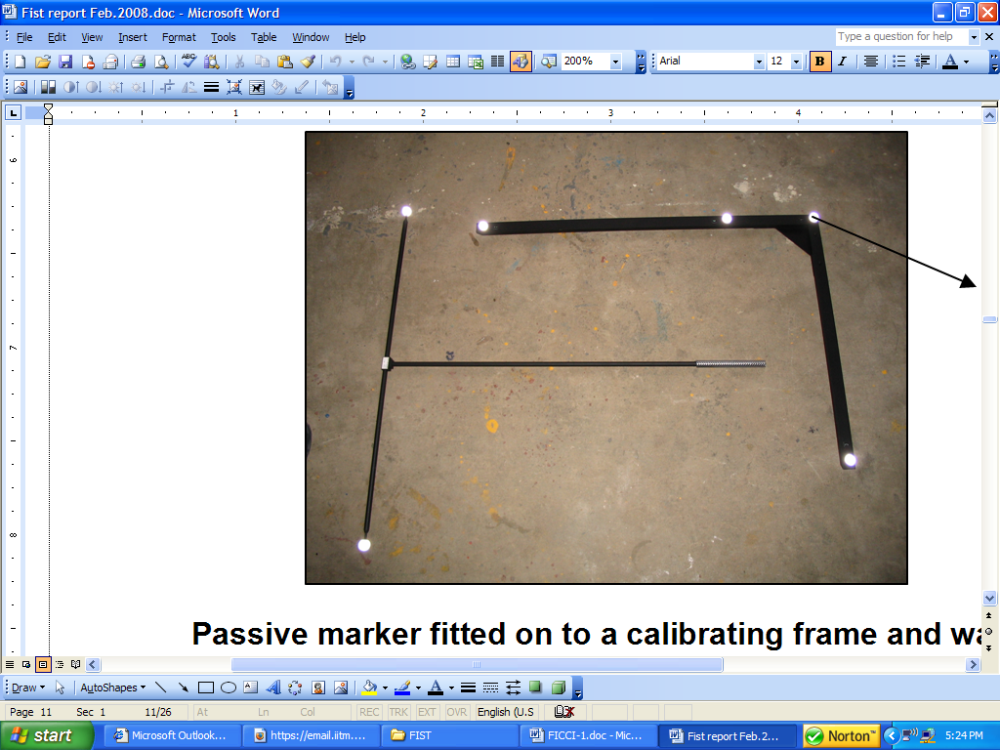 Fist report Feb.2008.doc - Microsoft Word
File Edit View Insert Format Tools Table Window Help
Type a question for help
200%
Arial
12
B I A
L
1 2 3 4
6
7
8
Passive marker fitted on to a calibrating frame and wa
Draw AutoShapes
Page 11 Sec 1 11/26 At Ln Col REC TRK EXT OVR English (U.S
start
Microsoft Outlook...
https://email.iitm....
FIST
FICCI-1.doc - Mic...
Fist report Feb.2...
Norton™
5:24 PM